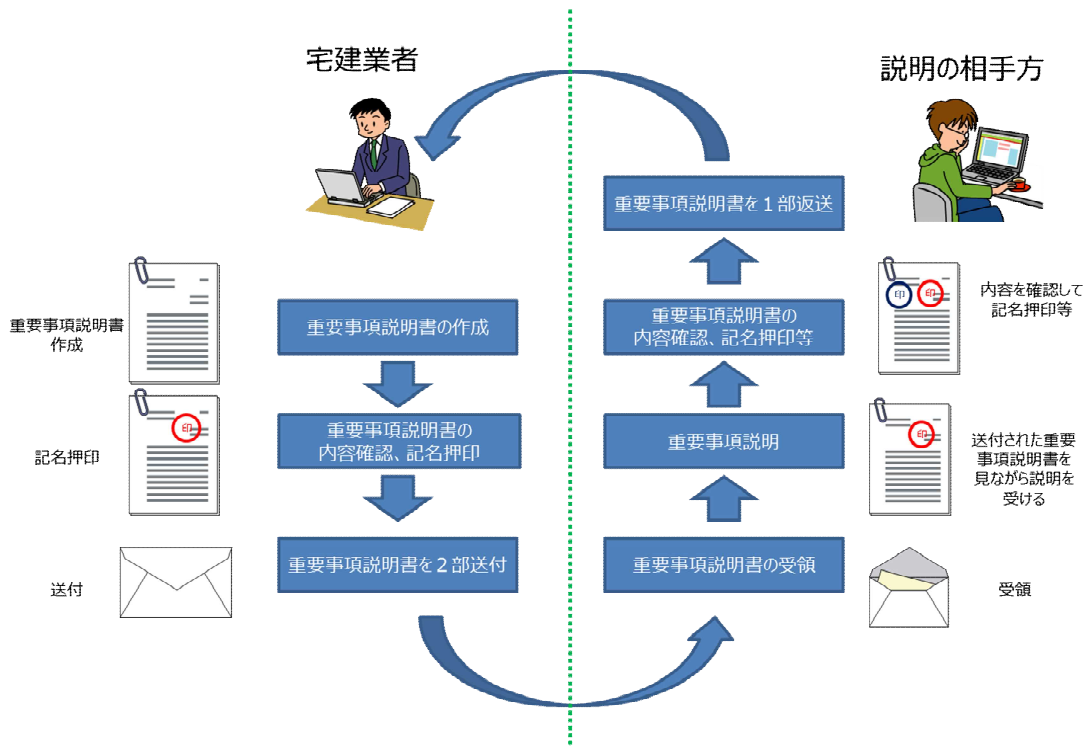 宅建業者
説明の相手方
重要事項説明書
作成
記名押印
送付
重要事項説明書の作成
重要事項説明書の
内容確認、記名押印
重要事項説明書を２部送付
印
重要事項説明書を１部返送
重要事項説明書の
内容確認、記名押印等
重要事項説明
重要事項説明書の受領
印
印
内容を確認して
記名押印等
印
送付された重要
事項説明書を
見ながら説明を
受ける
受領